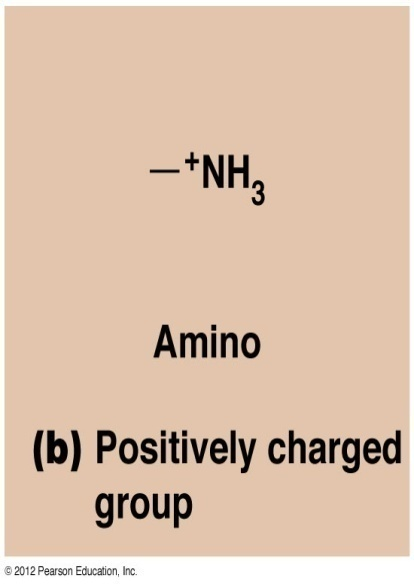 —⁺NH₃
Amino
(b) Positively charged
group
© 2012 Pearson Education, Inc.